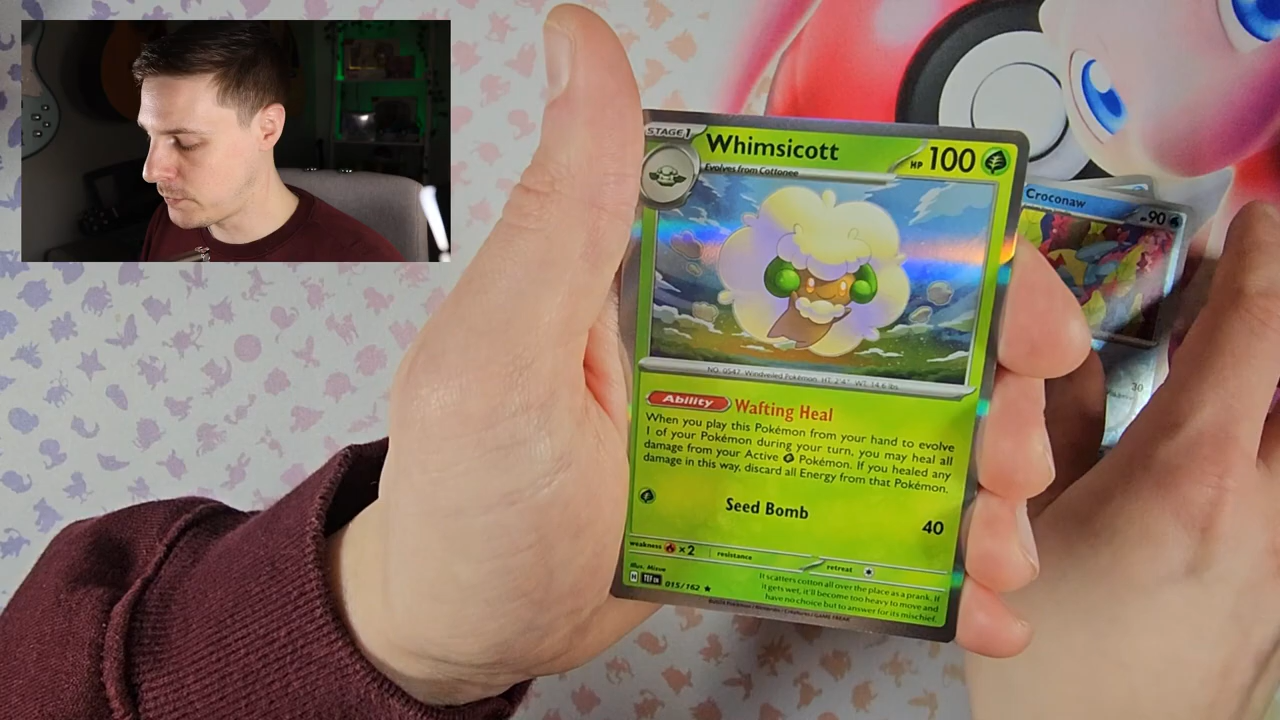 STAGE 1
Whimsicott
HP 100
Evolves from Cottonee
NO. 0547 Windveiled Pokémon HT: 2'4" WT: 14.6 lbs
Ability Wafting Heal
When you play this Pokémon from your hand to evolve
1 of your Pokémon during your turn, you may heal all
damage from your Active Pokémon. If you healed any
damage in this way, discard all Energy from that Pokémon.
Seed Bomb 40
weakness ×2 resistance retreat
Illus. Misue
TEF EN 015/162 ★
It scatters cotton all over the place as a prank. If
it gets wet, it'll become too heavy to move and
have no choice but to answer for its mischief.
Croconaw
90
30